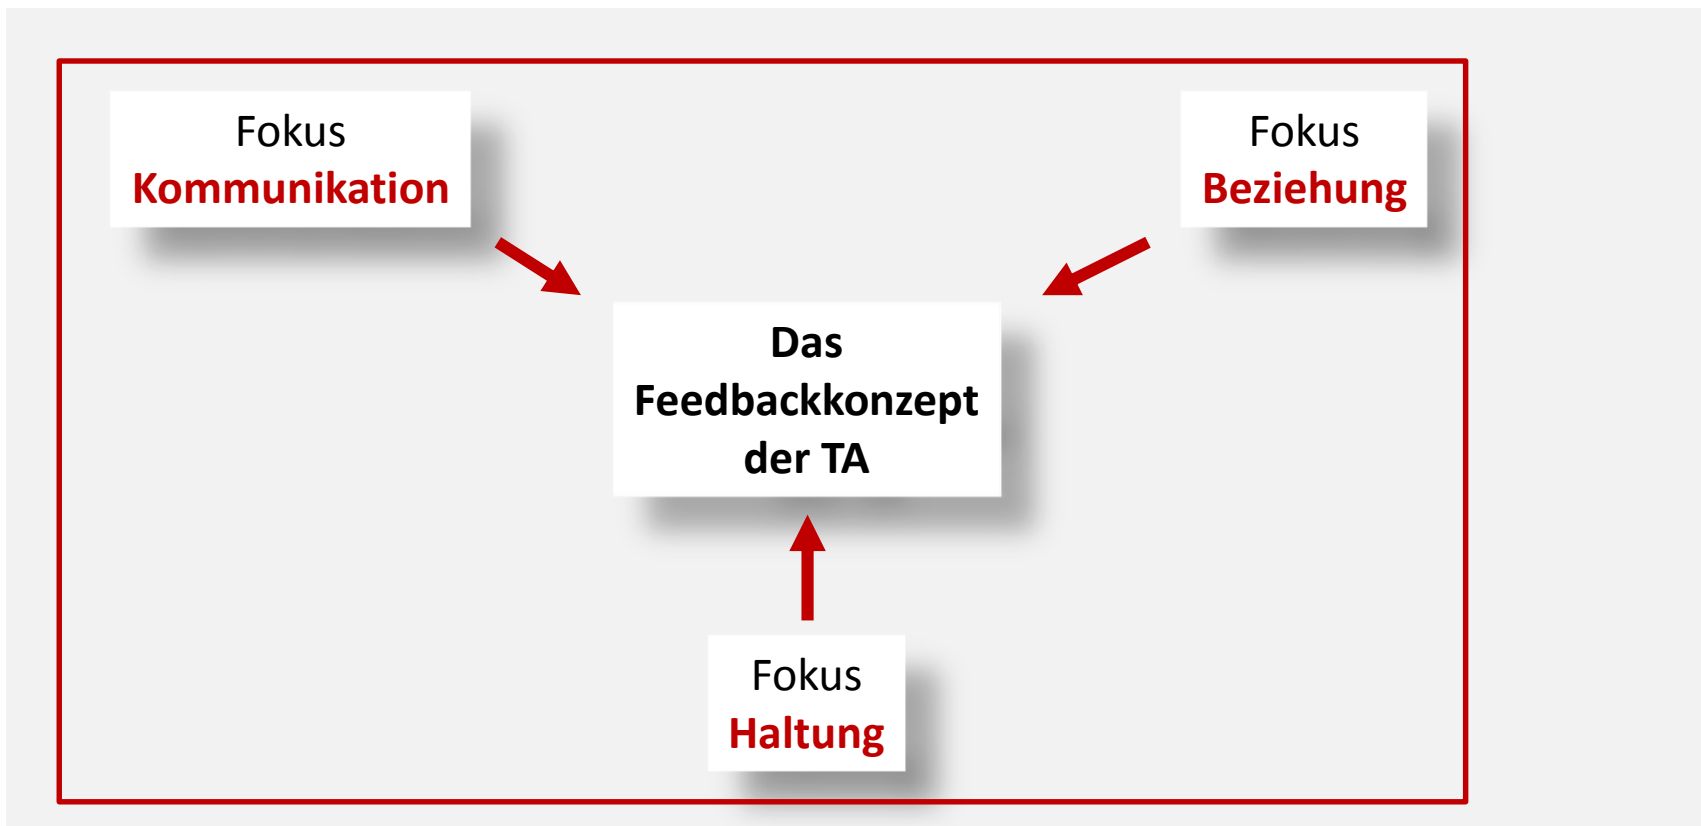 Fokus
Kommunikation
Fokus
Beziehung
Das
Feedbackkonzept
der TA
Fokus
Haltung